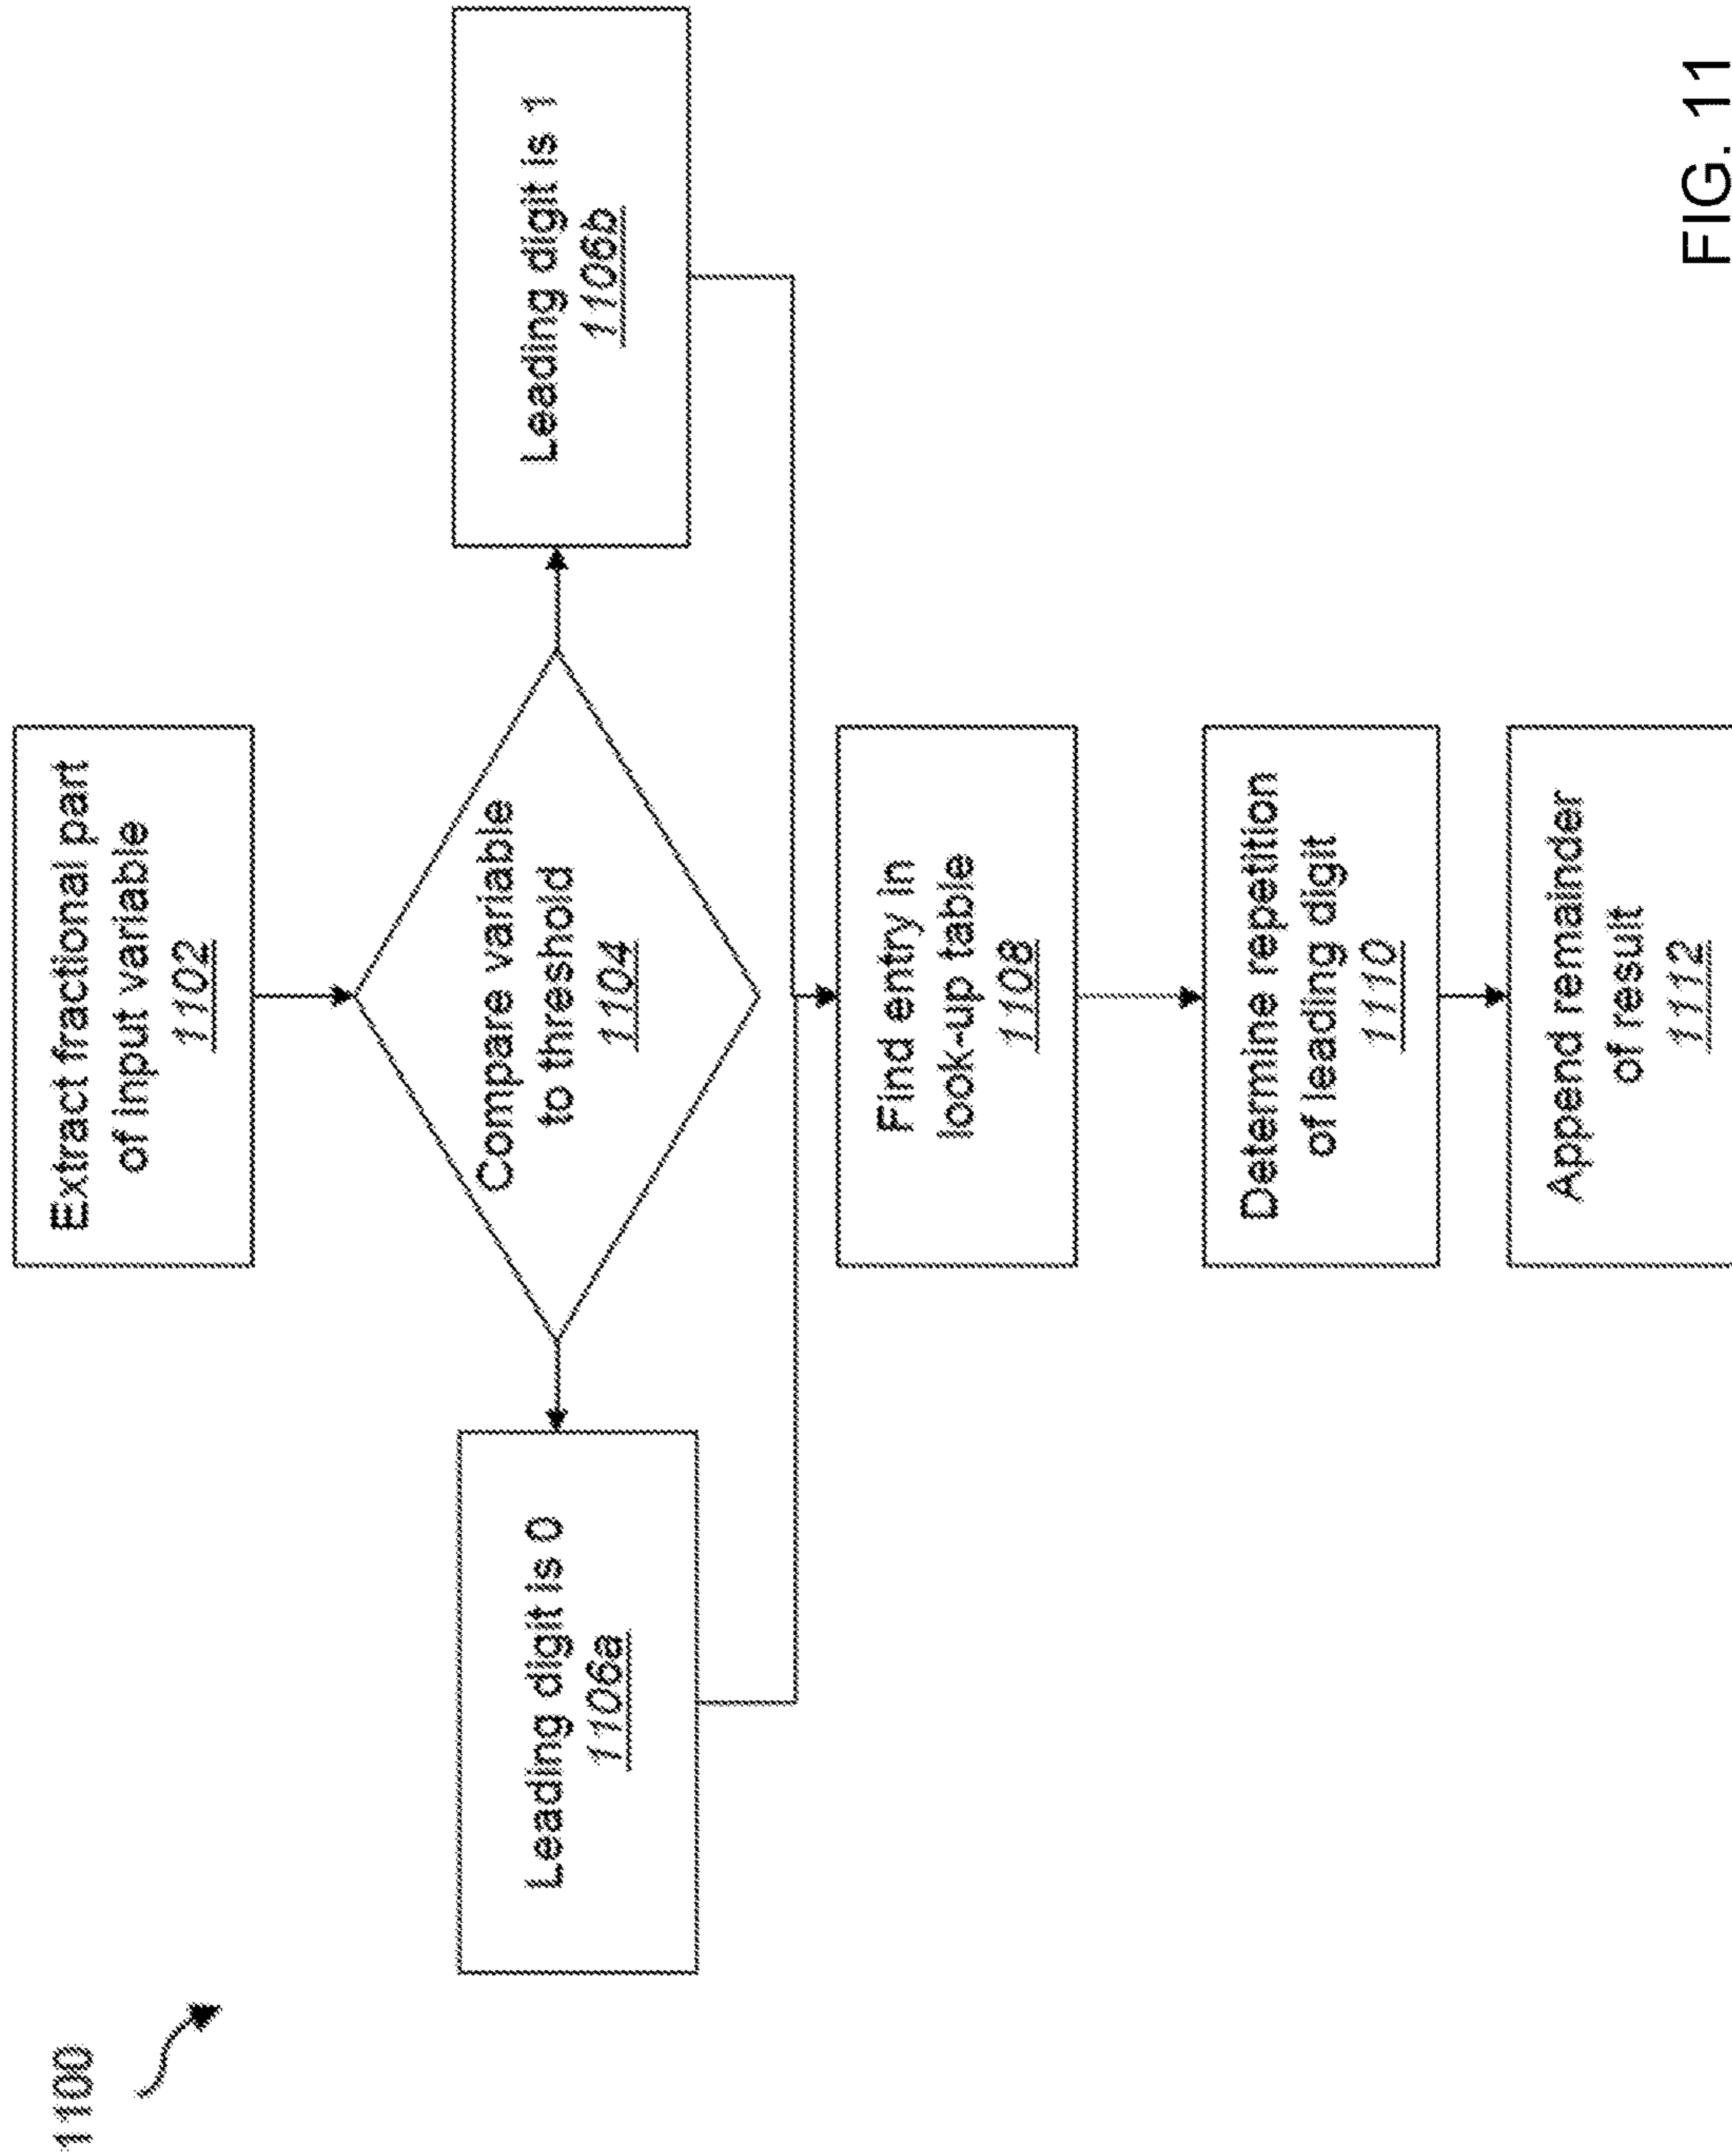 1100
Extract fractional part
of input variable
1102
Compare variable
to threshold
1104
Leading digit is 0
1106a
Leading digit is 1
1106b
Find entry in
look-up table
1108
Determine repetition
of leading digit
1110
Append remainder
of result
1112
FIG. 11